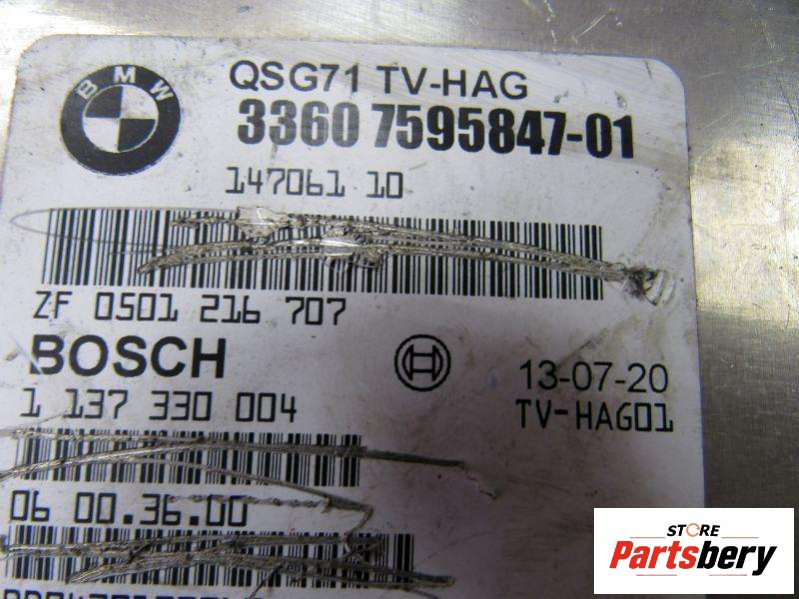 BMW
QSG71 TV-HAG
3360 7595847-01
147061 10
ZF 0501 216 707
BOSCH
13-07-20
1 137 330 004
TV-HAG01
06 00.36.00
STORE
Partsbery